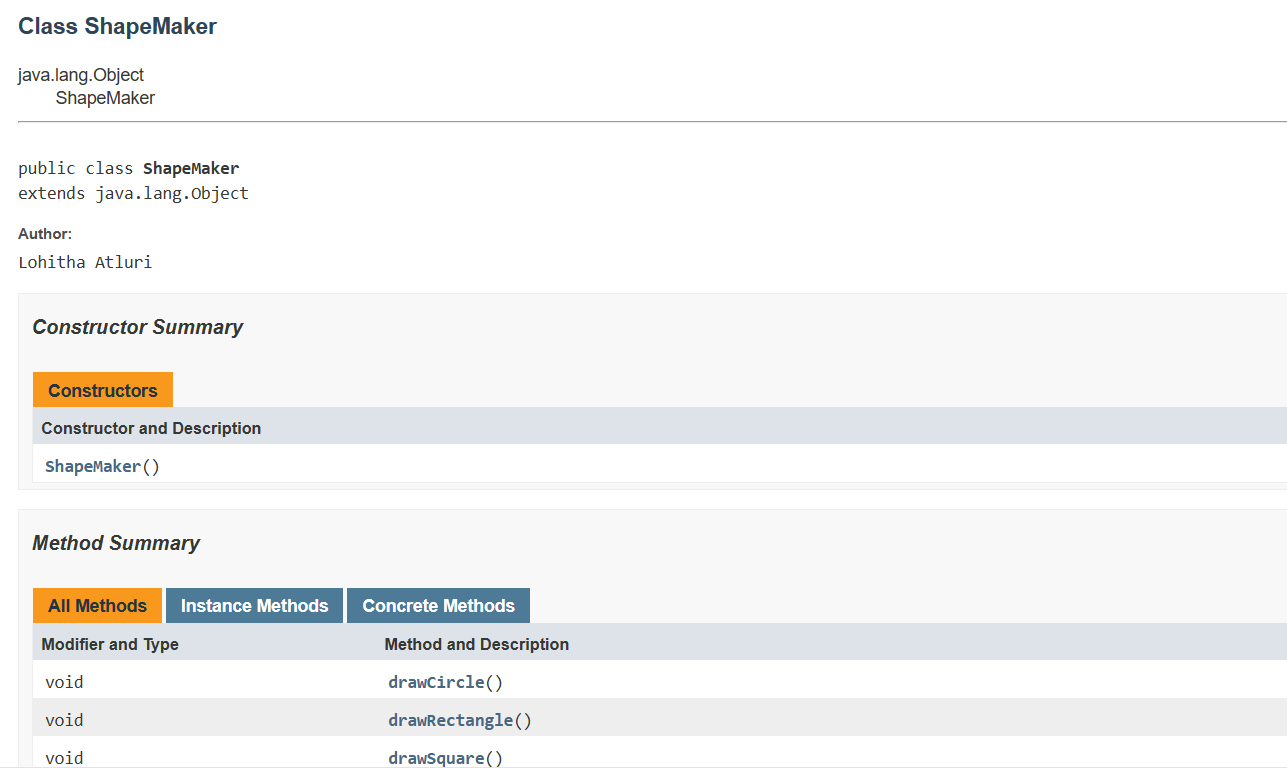 Class ShapeMaker
java.lang.Object
ShapeMaker
public class ShapeMaker
extends java.lang.Object
Author:
Lohitha Atluri
Constructor Summary
Constructors
Constructor and Description
ShapeMaker()
Method Summary
All Methods Instance Methods Concrete Methods
Modifier and Type Method and Description
void drawCircle()
void drawRectangle()
void drawSquare()